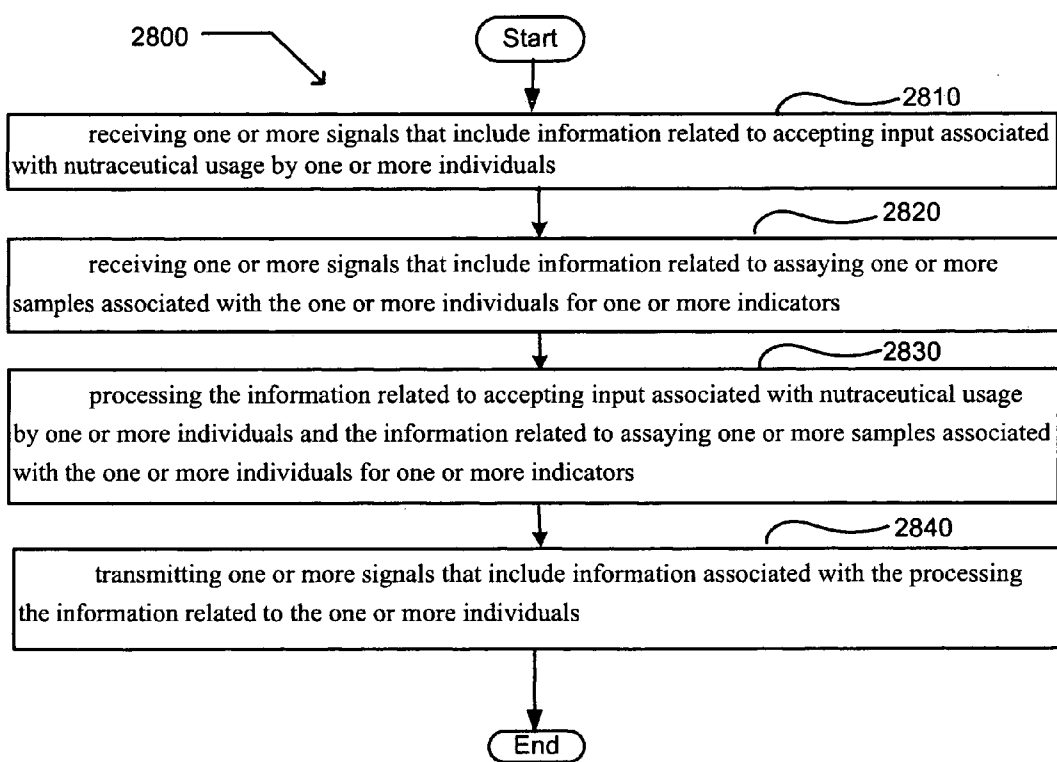 2800
Start
2810
receiving one or more signals that include information related to accepting input associated
with nutraceutical usage by one or more individuals
2820
receiving one or more signals that include information related to assaying one or more
samples associated with the one or more individuals for one or more indicators
2830
processing the information related to accepting input associated with nutraceutical usage
by one or more individuals and the information related to assaying one or more samples associated
with the one or more individuals for one or more indicators
2840
transmitting one or more signals that include information associated with the processing
the information related to the one or more individuals
End